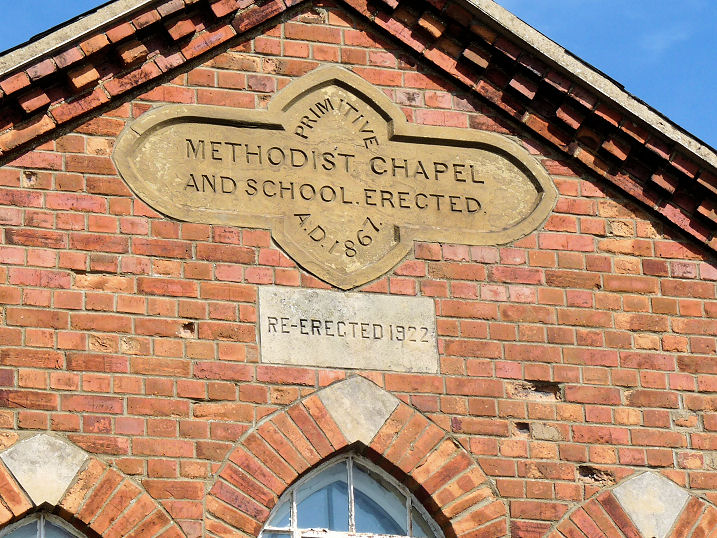 PRIMITIVE
METHODIST CHAPEL
AND SCHOOL. ERECTED.
A.D. 1867.
RE-ERECTED 1922